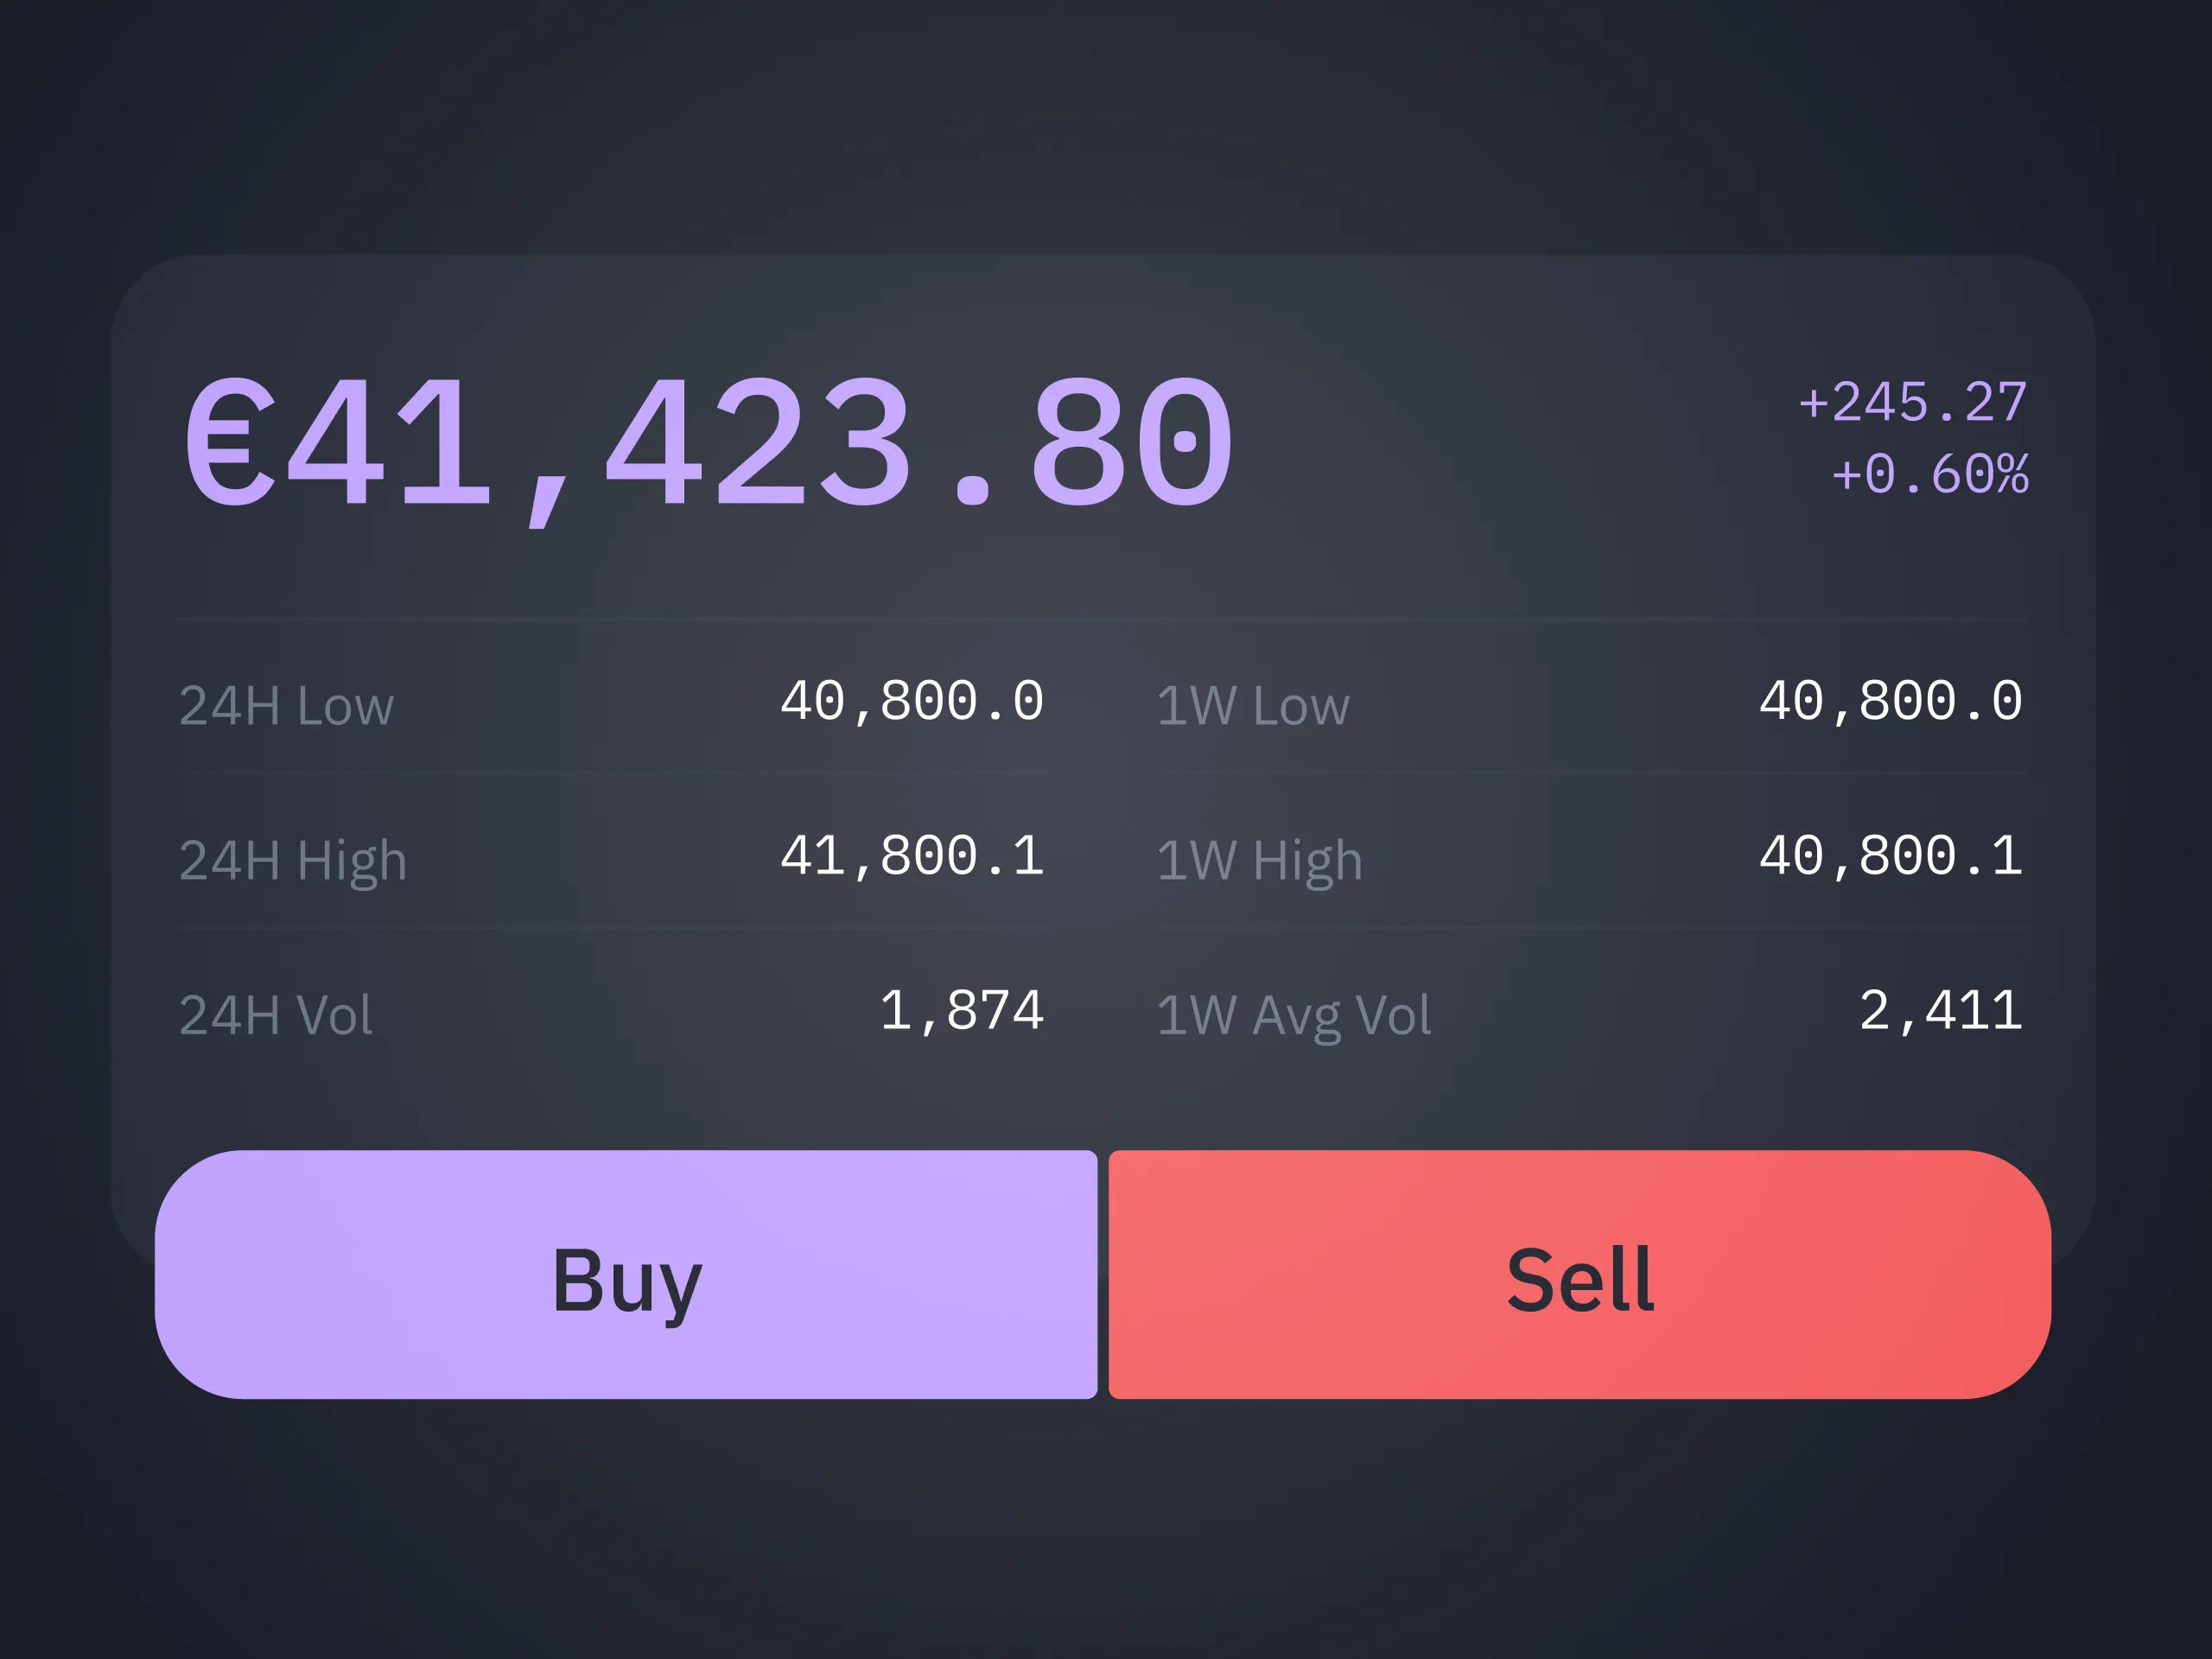 €41,423.80
+245.27
+0.60%
24H Low 40,800.0 1W Low 40,800.0
24H High 41,800.1 1W High 40,800.1
24H Vol 1,874 1W Avg Vol 2,411
Buy Sell